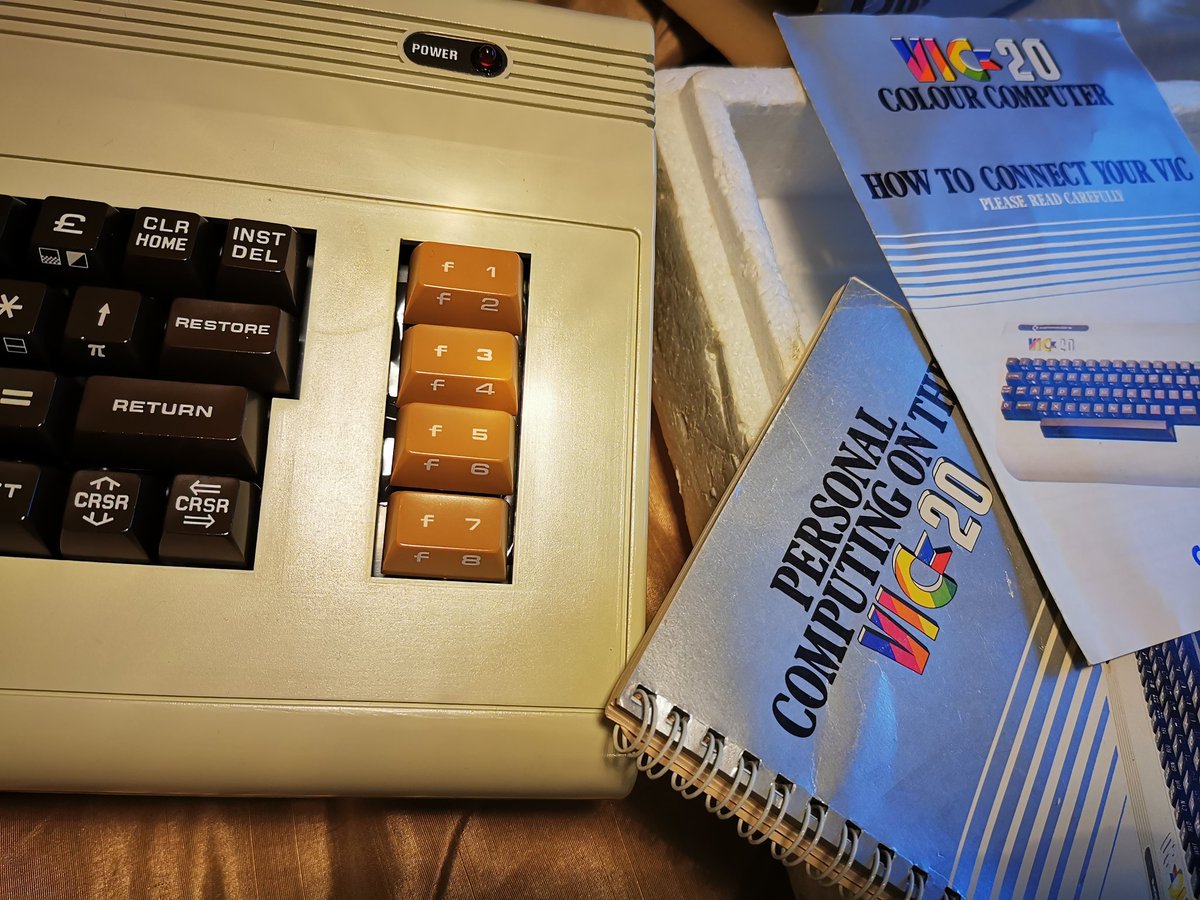 POWER
£
CLR
HOME
INST
DEL
*
↑
π
RESTORE
=
RETURN
CRSR
CRSR
f 1
f 2
f 3
f 4
f 5
f 6
f 7
f 8
VIC-20
COLOUR COMPUTER
HOW TO CONNECT YOUR VIC
PLEASE READ CAREFULLY
VIC-20
PERSONAL
COMPUTING ON THE
VIC-20